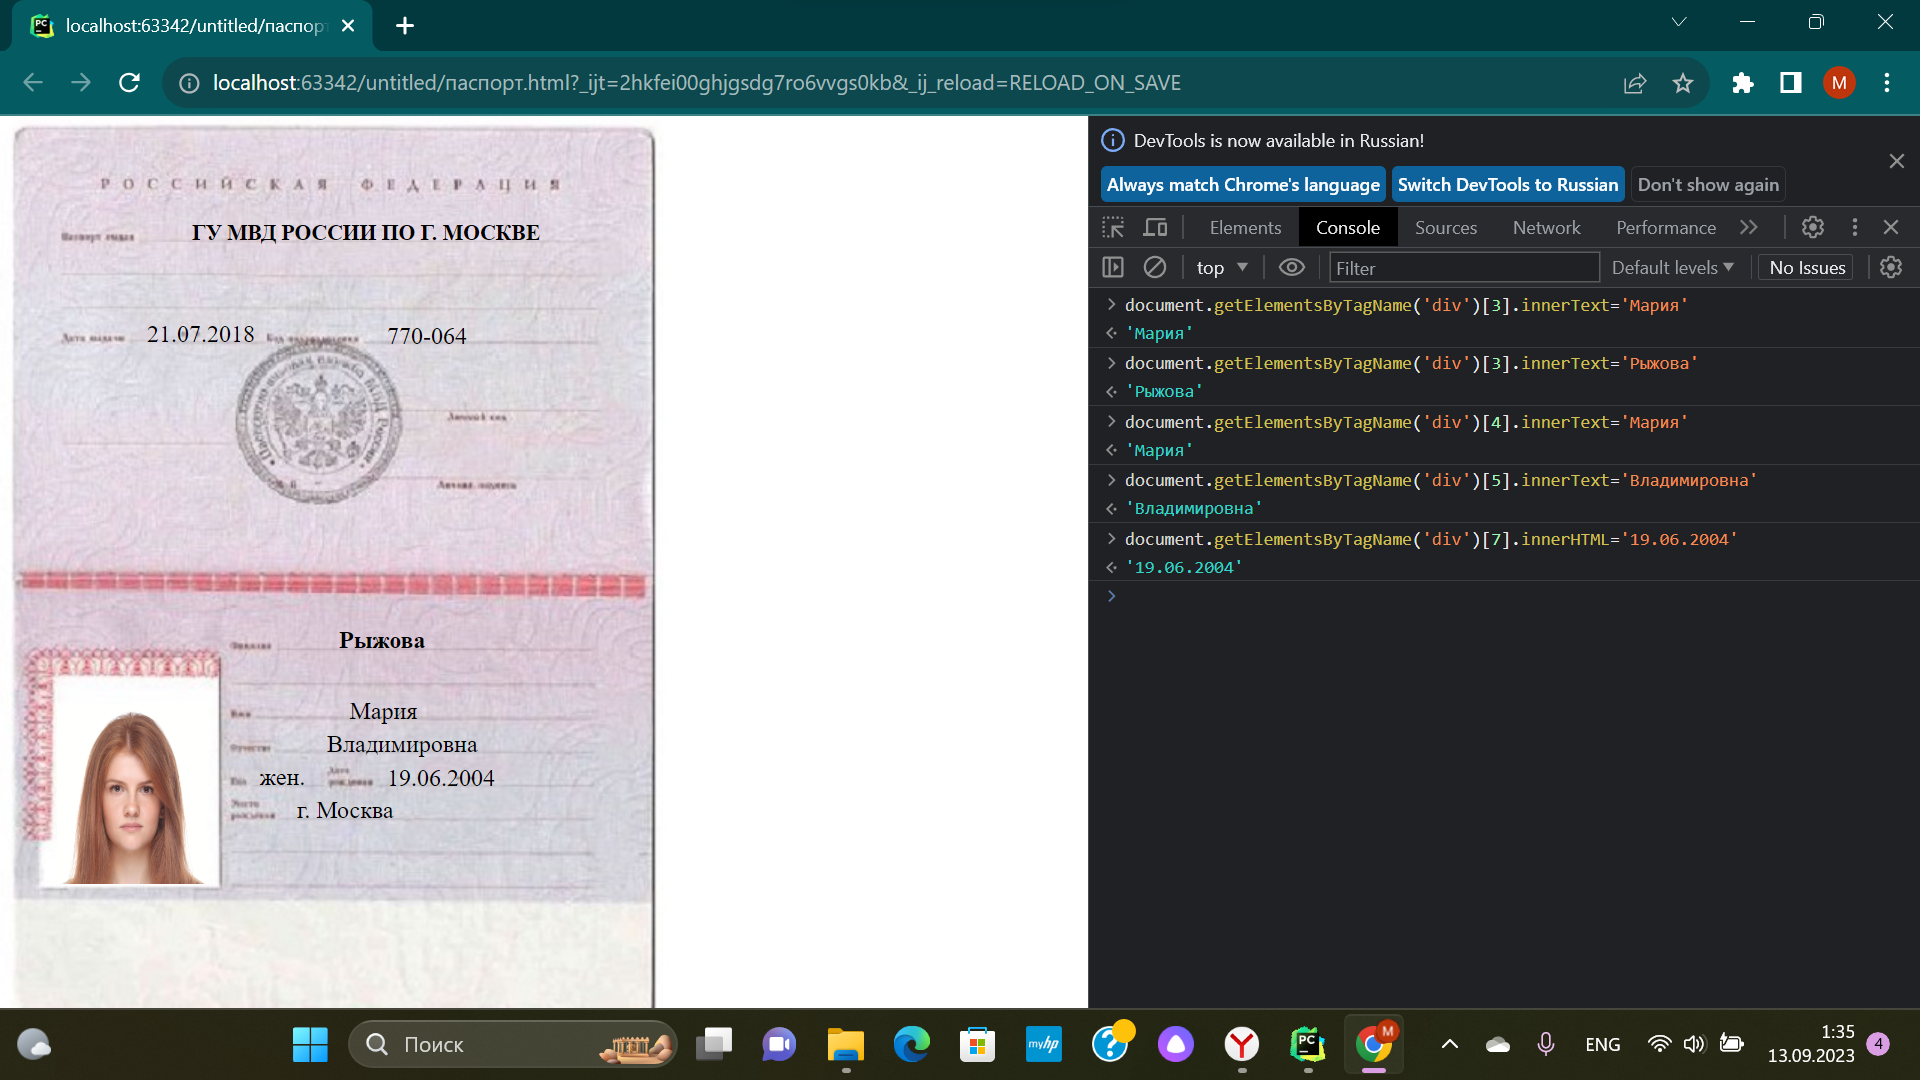 localhost:63342/untitled/паспорт
localhost:63342/untitled/паспорт.html?_ijt=2hkfei00ghjgsdg7ro6vvgs0kb&_ij_reload=RELOAD_ON_SAVE
M
РОССИЙСКАЯ ФЕДЕРАЦИЯ
Паспорт выдан ГУ МВД РОССИИ ПО Г. МОСКВЕ
Дата выдачи 21.07.2018 Код подразделения 770-064
Личный код
Личная подпись
Фамилия Рыжова
Имя Мария
Отчество Владимировна
Пол жен. Дата рождения 19.06.2004
Место рождения г. Москва
DevTools is now available in Russian!
Always match Chrome's language Switch DevTools to Russian Don't show again
Elements Console Sources Network Performance
top Filter Default levels No Issues
document.getElementsByTagName('div')[3].innerText='Мария'
'Мария'
document.getElementsByTagName('div')[3].innerText='Рыжова'
'Рыжова'
document.getElementsByTagName('div')[4].innerText='Мария'
'Мария'
document.getElementsByTagName('div')[5].innerText='Владимировна'
'Владимировна'
document.getElementsByTagName('div')[7].innerHTML='19.06.2004'
'19.06.2004'
Поиск
myhp
PC
M
ENG
1:35
13.09.2023
4